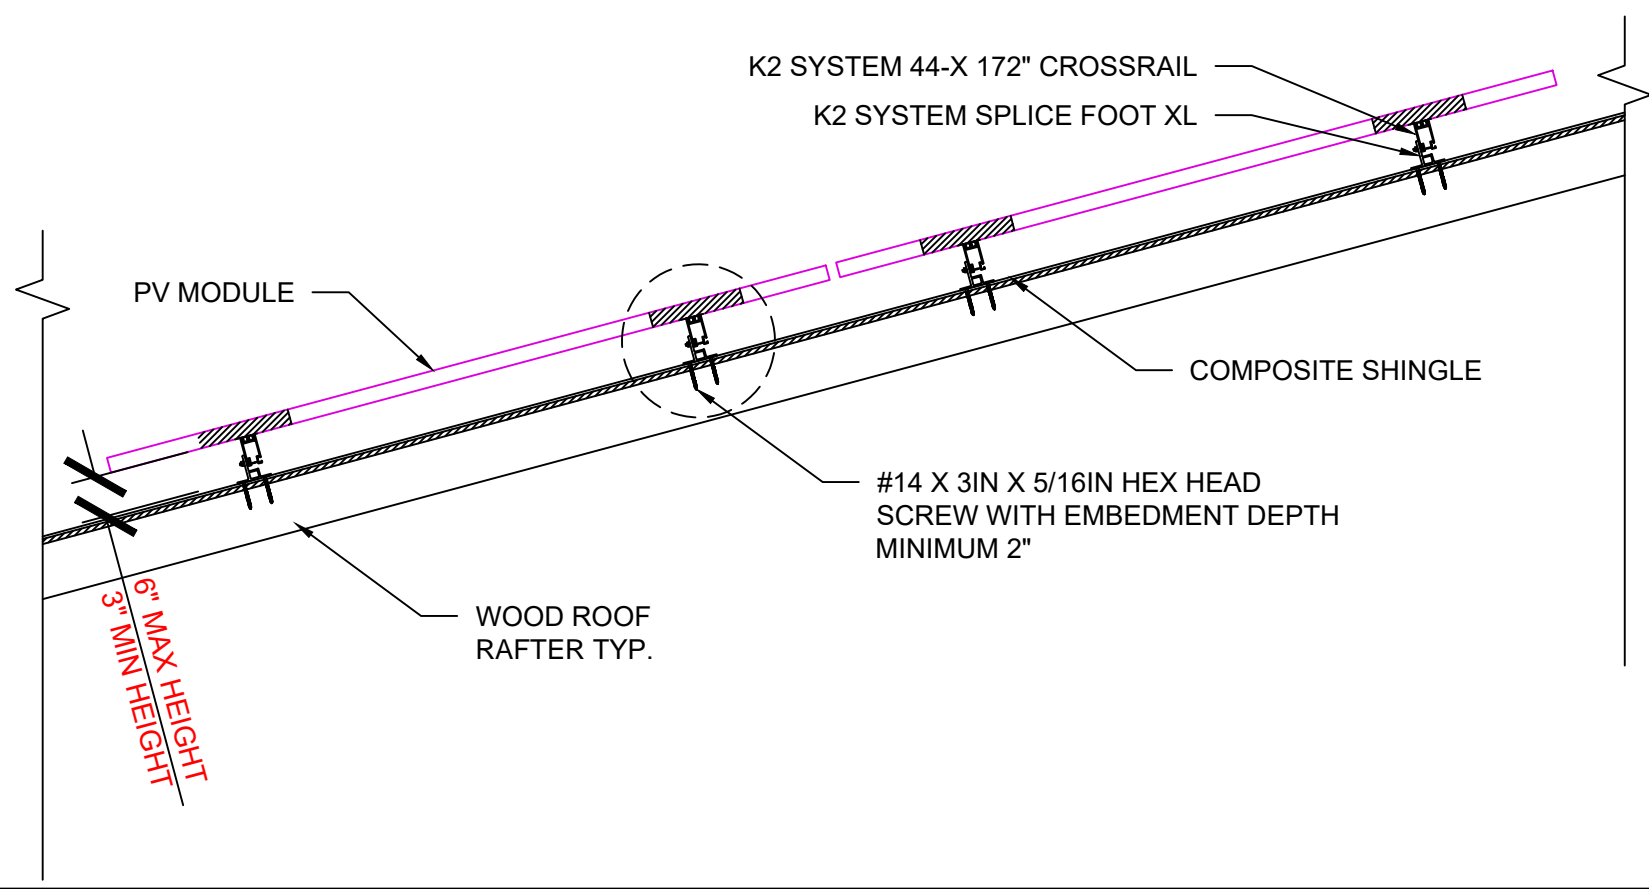 K2 SYSTEM 44-X 172" CROSSRAIL
K2 SYSTEM SPLICE FOOT XL
PV MODULE
COMPOSITE SHINGLE
#14 X 3IN X 5/16IN HEX HEAD
SCREW WITH EMBEDMENT DEPTH
MINIMUM 2"
WOOD ROOF
RAFTER TYP.
6" MAX HEIGHT
3" MIN HEIGHT